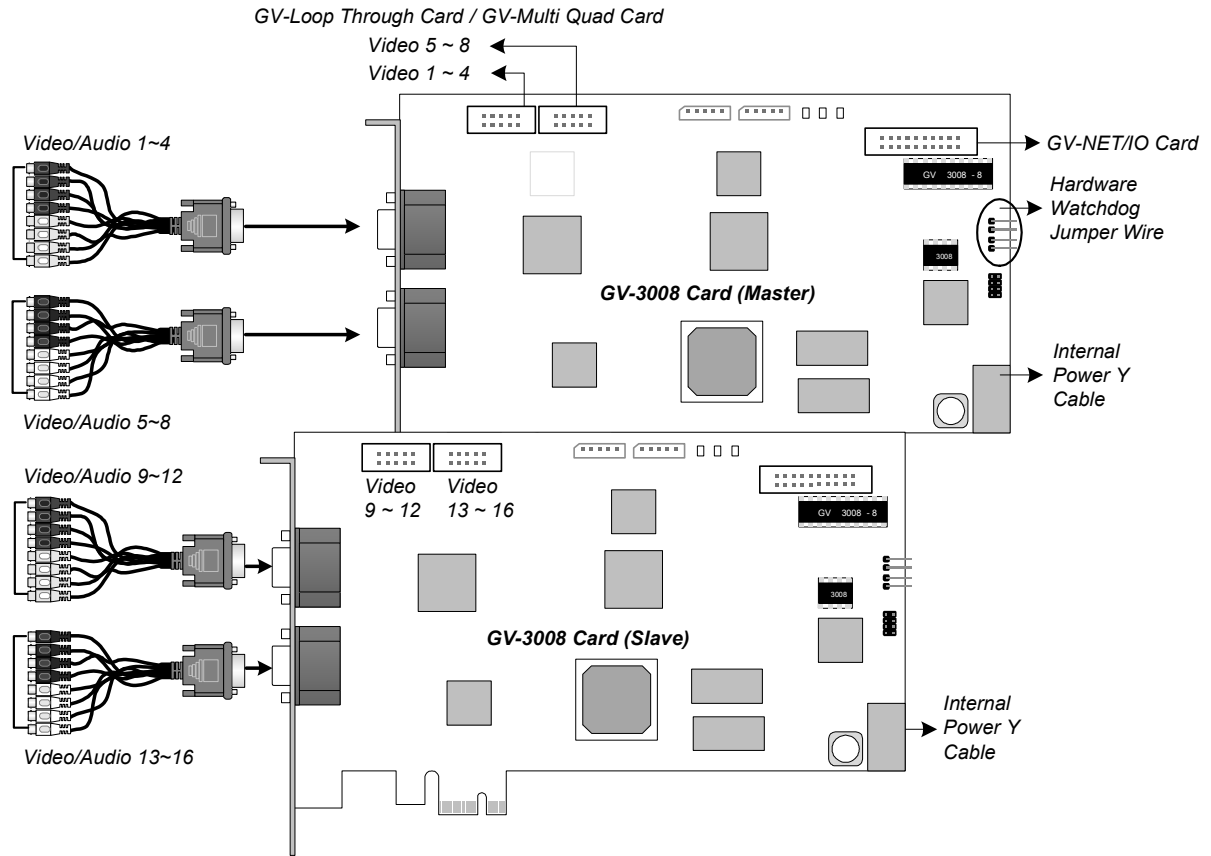 GV-Loop Through Card / GV-Multi Quad Card
Video 5 ~ 8
Video 1 ~ 4
Video/Audio 1~4
GV-NET/IO Card
GV 3008 - 8
Hardware
Watchdog
Jumper Wire
3008
GV-3008 Card (Master)
Internal
Power Y
Cable
Video/Audio 5~8
Video/Audio 9~12
Video
9 ~ 12
Video
13 ~ 16
GV 3008 - 8
3008
GV-3008 Card (Slave)
Internal
Power Y
Cable
Video/Audio 13~16